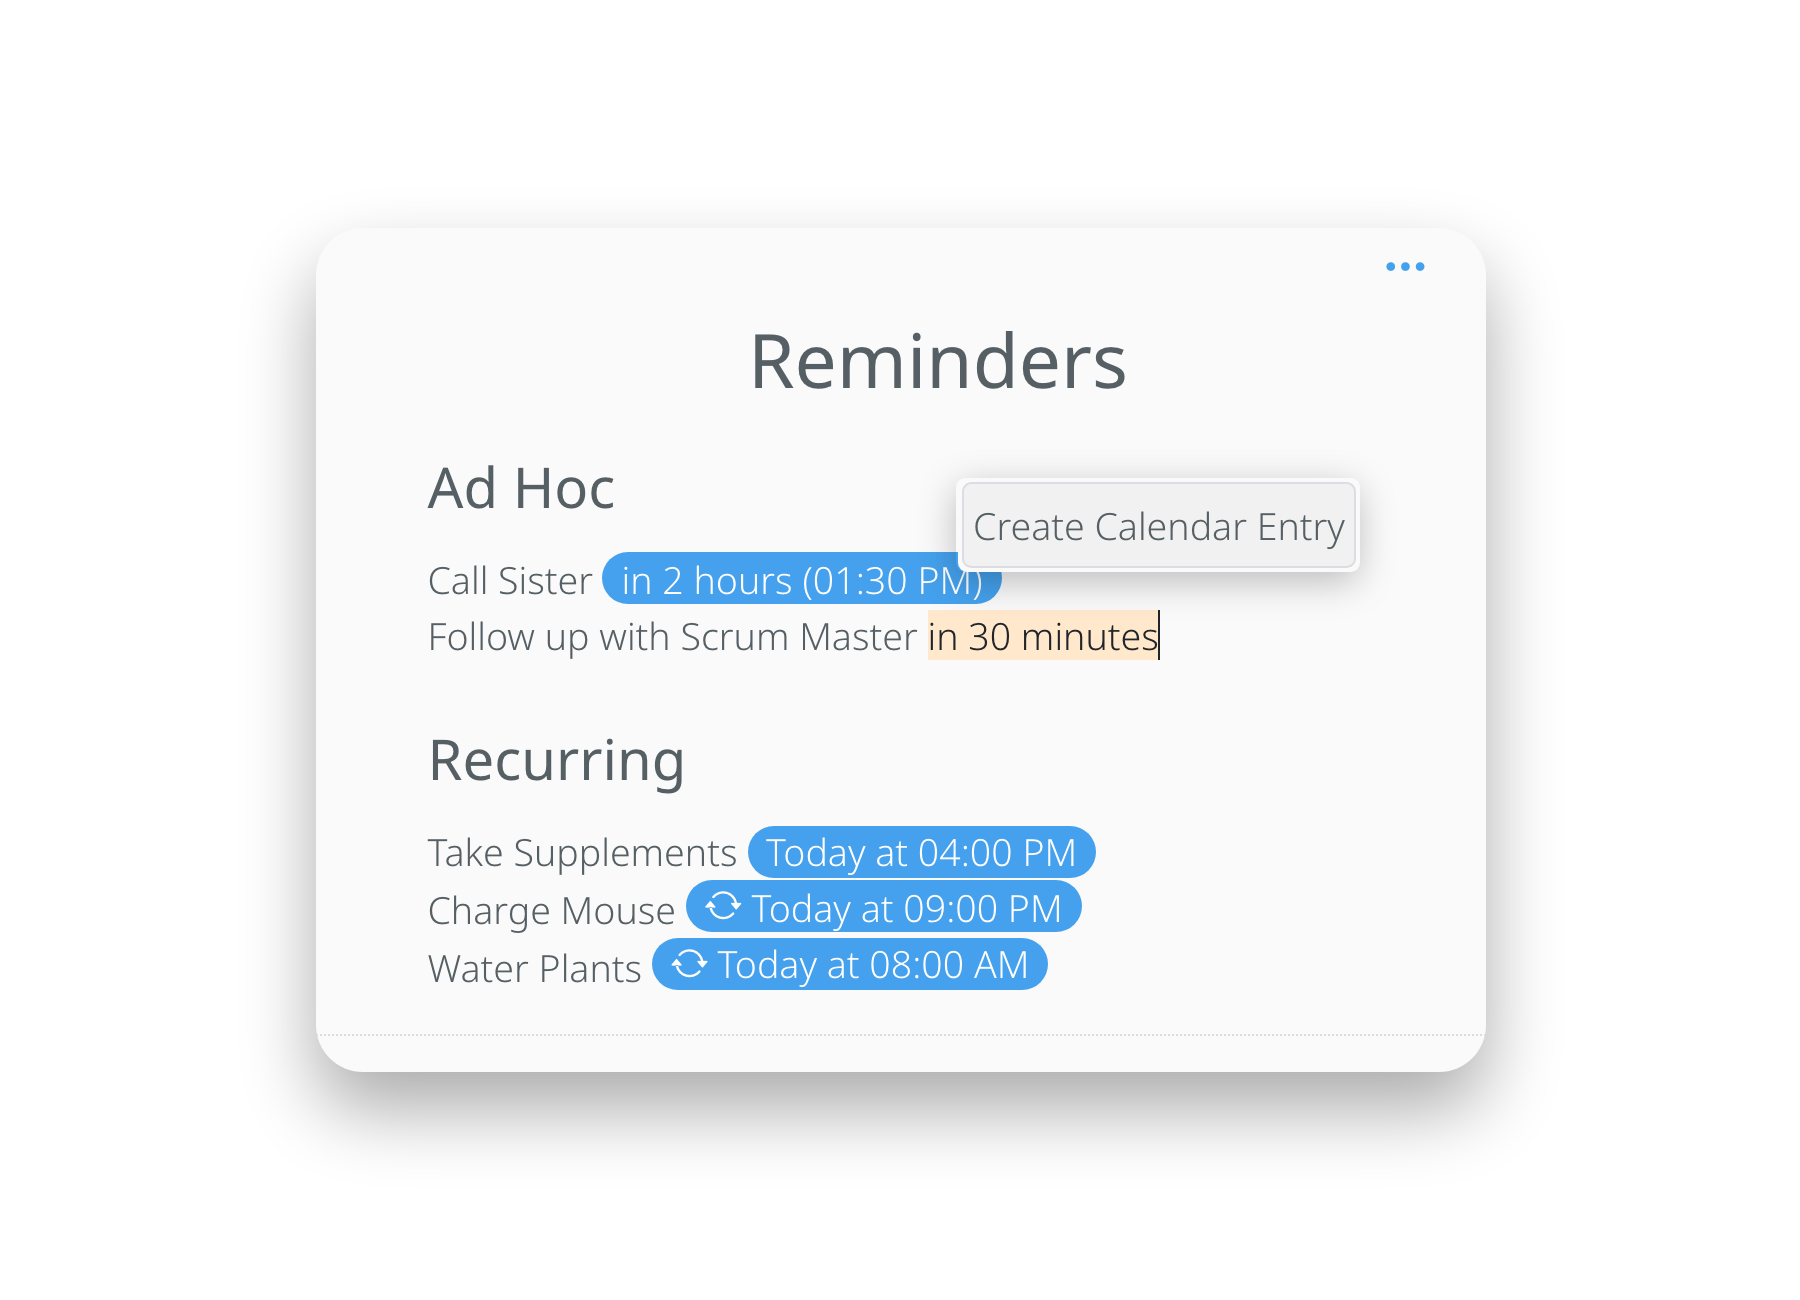 Reminders
Ad Hoc
Create Calendar Entry
Call Sister in 2 hours (01:30 PM)
Follow up with Scrum Master in 30 minutes
Recurring
Take Supplements Today at 04:00 PM
Charge Mouse Today at 09:00 PM
Water Plants Today at 08:00 AM